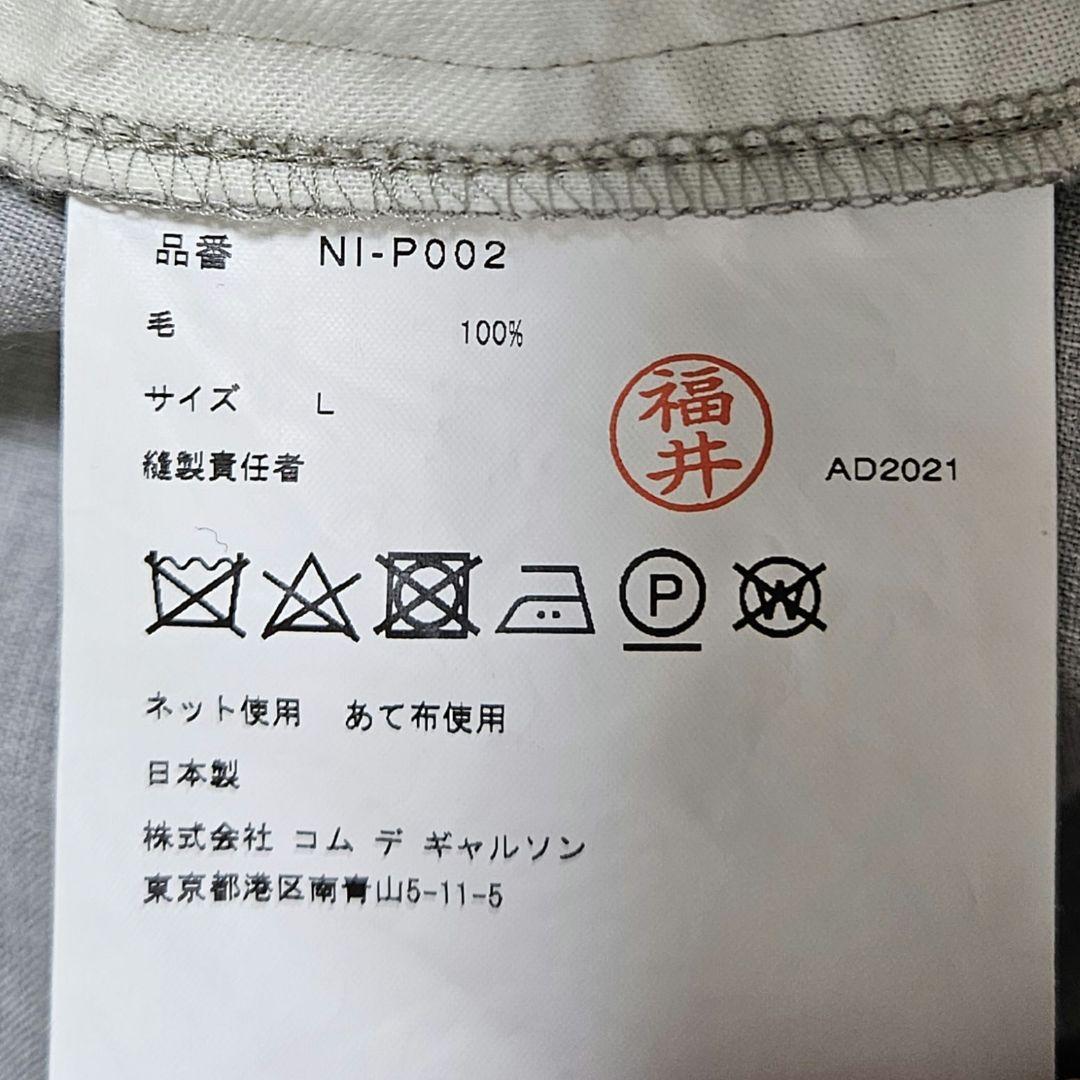 品番 NI-P002
毛 100%
サイズ L
福井
縫製責任者 AD2021
P W
ネット使用 あて布使用
日本製
株式会社 コム デ ギャルソン
東京都港区南青山5-11-5